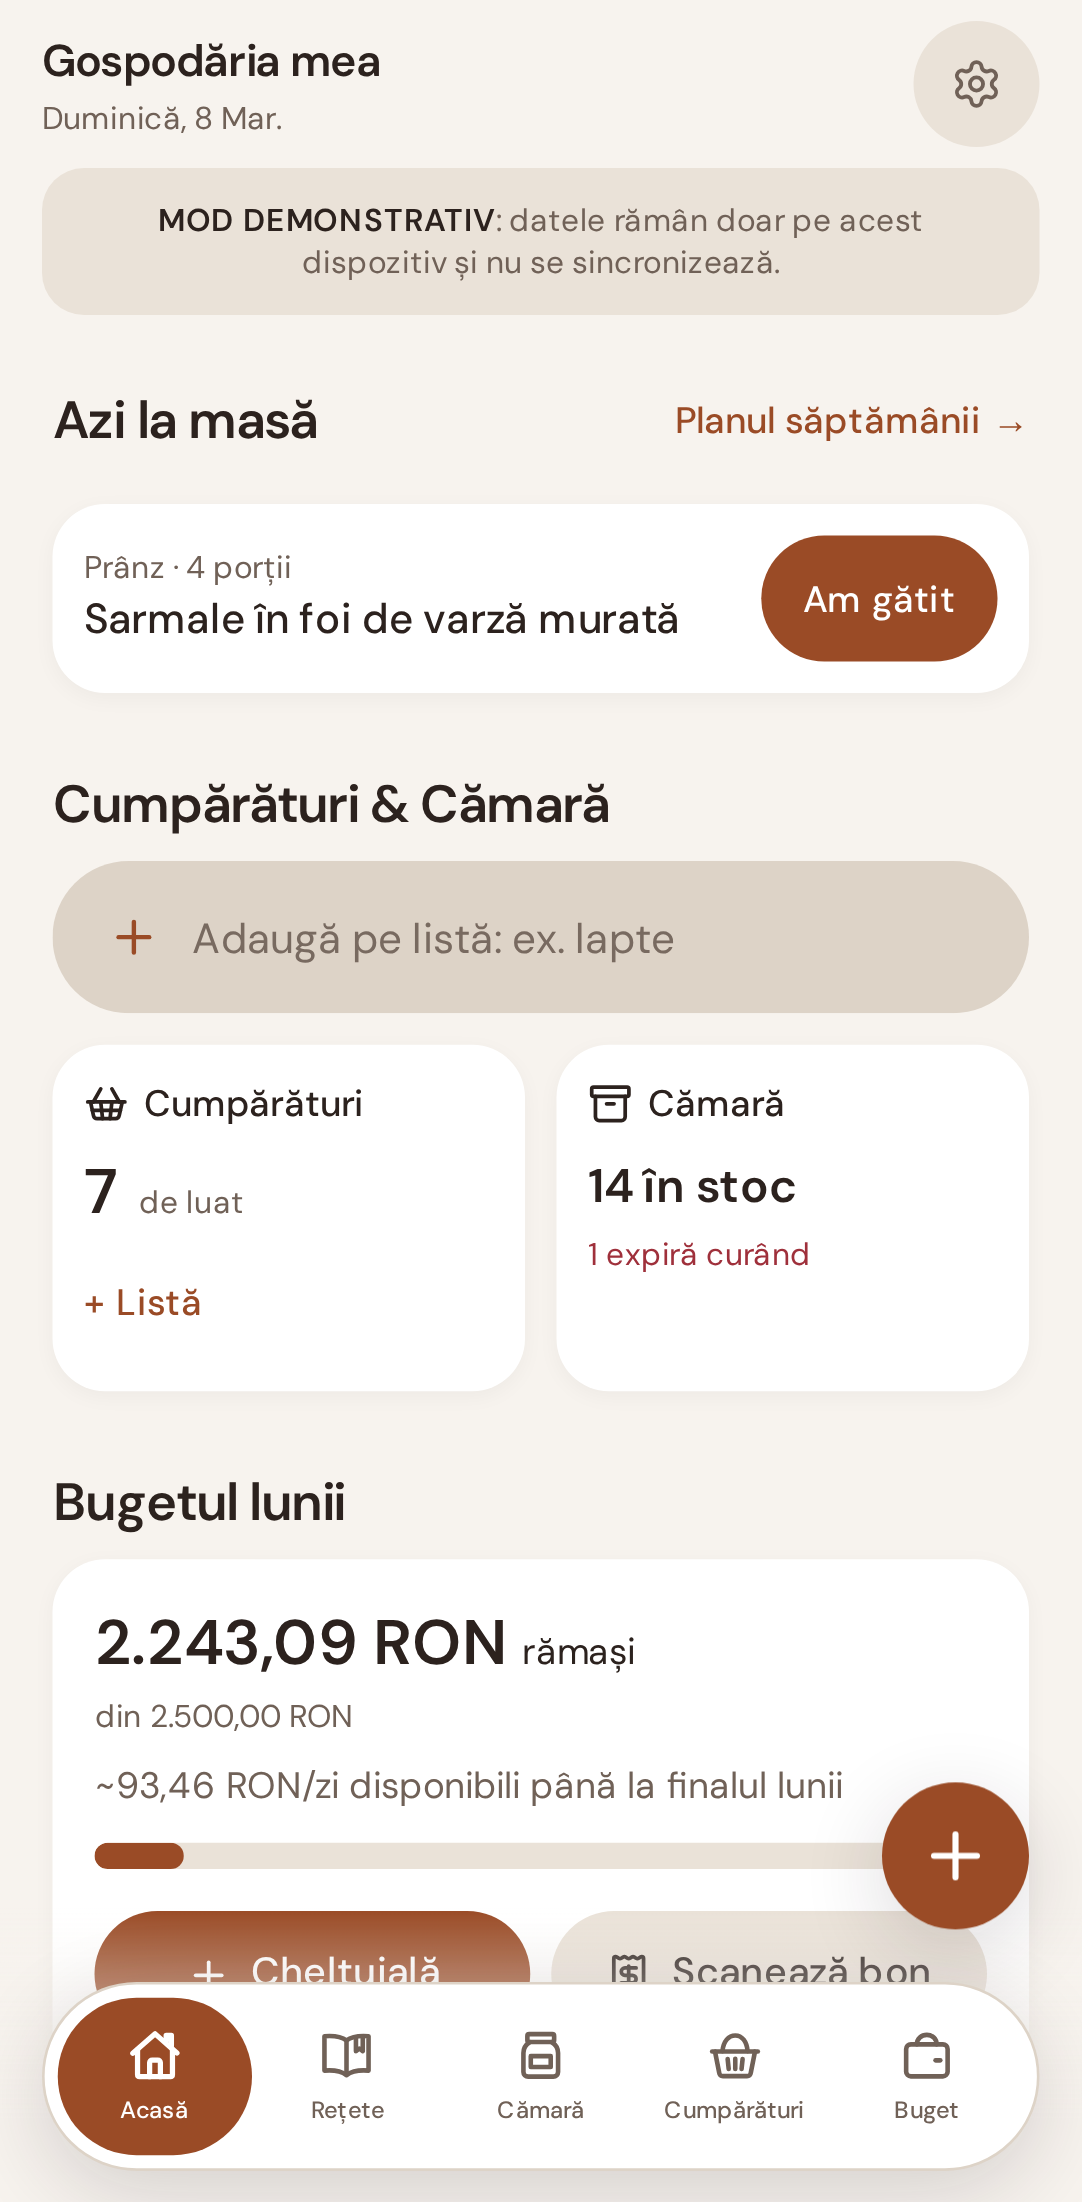 Gospodăria mea
Duminică, 8 Mar.
MOD DEMONSTRATIV: datele rămân doar pe acest
dispozitiv și nu se sincronizează.
Azi la masă
Planul săptămânii →
Prânz · 4 porții
Sarmale în foi de varză murată
Am gătit
Cumpărături & Cămară
+ Adaugă pe listă: ex. lapte
Cumpărături
7 de luat
+ Listă
Cămară
14 în stoc
1 expiră curând
Bugetul lunii
2.243,09 RON rămași
din 2.500,00 RON
~93,46 RON/zi disponibili până la finalul lunii
+ Cheltuială
Scanează bon
Acasă
Rețete
Cămară
Cumpărături
Buget